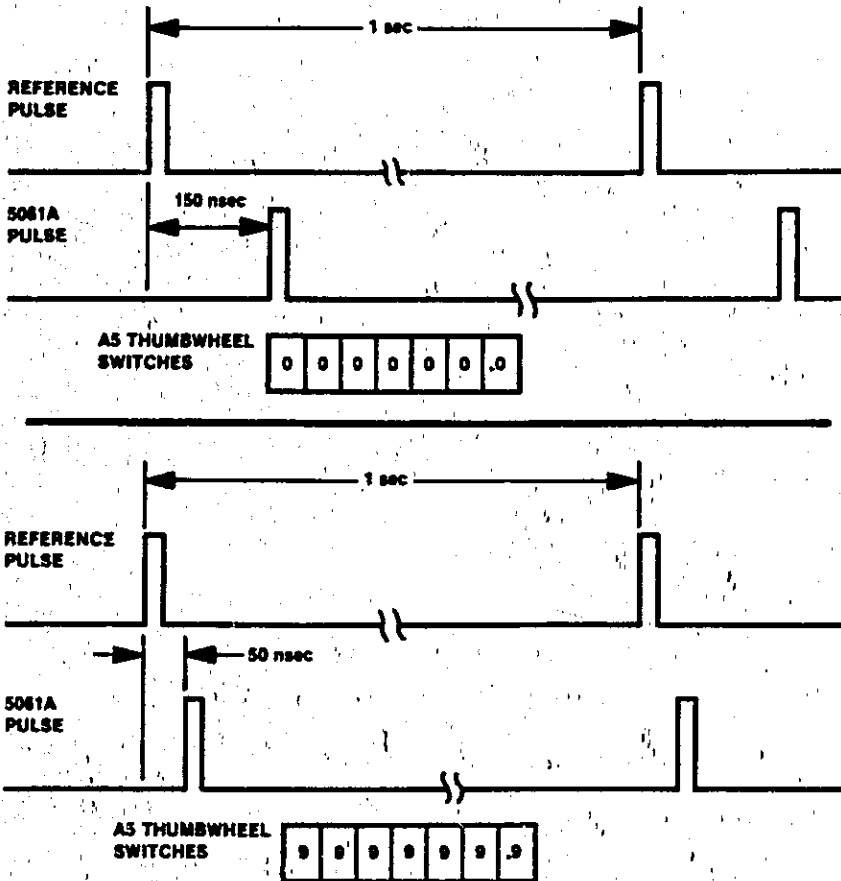 1 sec
REFERENCE
PULSE
150 nsec
5061A
PULSE
A5 THUMBWHEEL
SWITCHES
0 0 0 0 0 0 .0
1 sec
REFERENCE
PULSE
50 nsec
5061A
PULSE
A5 THUMBWHEEL
SWITCHES
9 9 9 9 9 9 .9